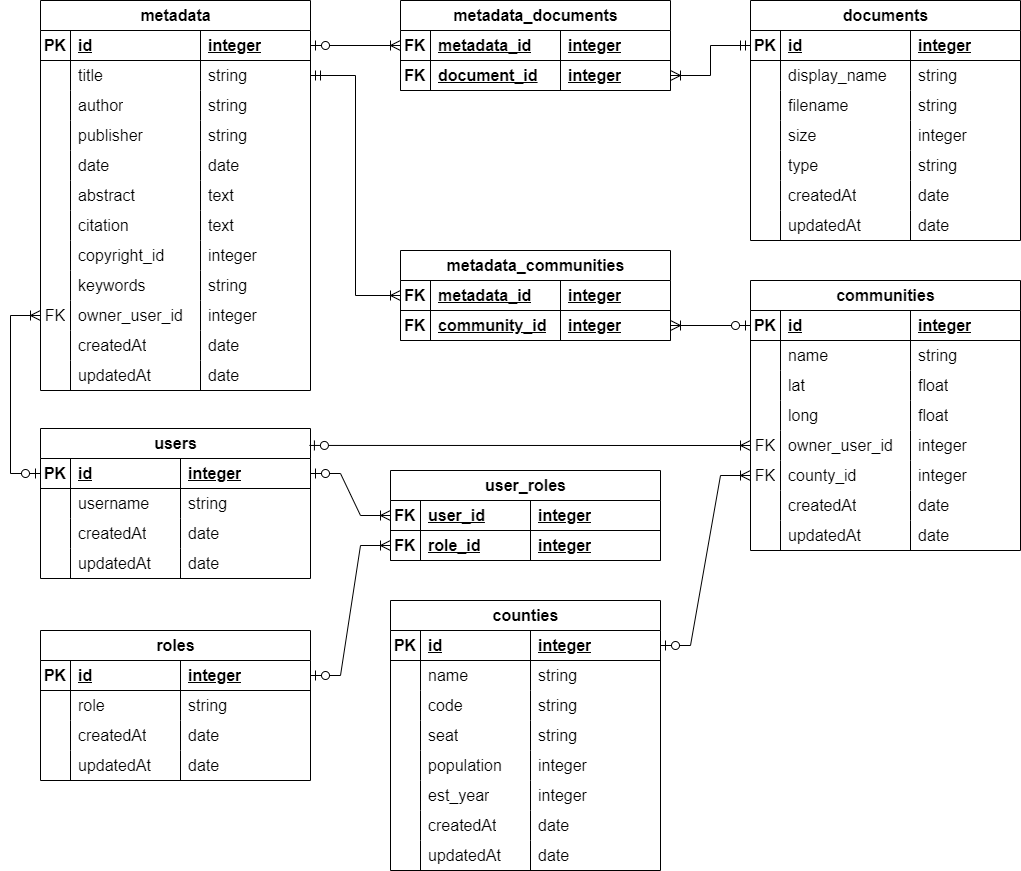 metadata
PK id integer
title string
author string
publisher string
date date
abstract text
citation text
copyright_id integer
keywords string
FK owner_user_id integer
createdAt date
updatedAt date
metadata_documents
FK metadata_id integer
FK document_id integer
documents
PK id integer
display_name string
filename string
size integer
type string
createdAt date
updatedAt date
metadata_communities
FK metadata_id integer
FK community_id integer
communities
PK id integer
name string
lat float
long float
FK owner_user_id integer
FK county_id integer
createdAt date
updatedAt date
users
PK id integer
username string
createdAt date
updatedAt date
user_roles
FK user_id integer
FK role_id integer
roles
PK id integer
role string
createdAt date
updatedAt date
counties
PK id integer
name string
code string
seat string
population integer
est_year integer
createdAt date
updatedAt date